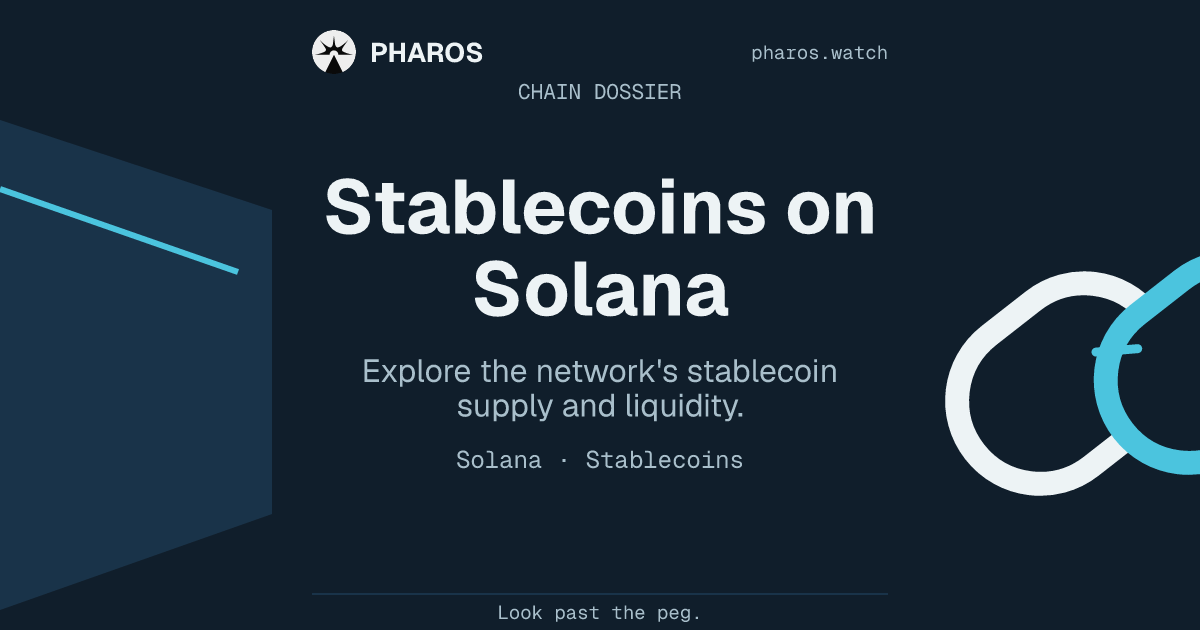 PHAROS
pharos.watch
CHAIN DOSSIER
Stablecoins on
Solana
Explore the network's stablecoin
supply and liquidity.
Solana · Stablecoins
Look past the peg.